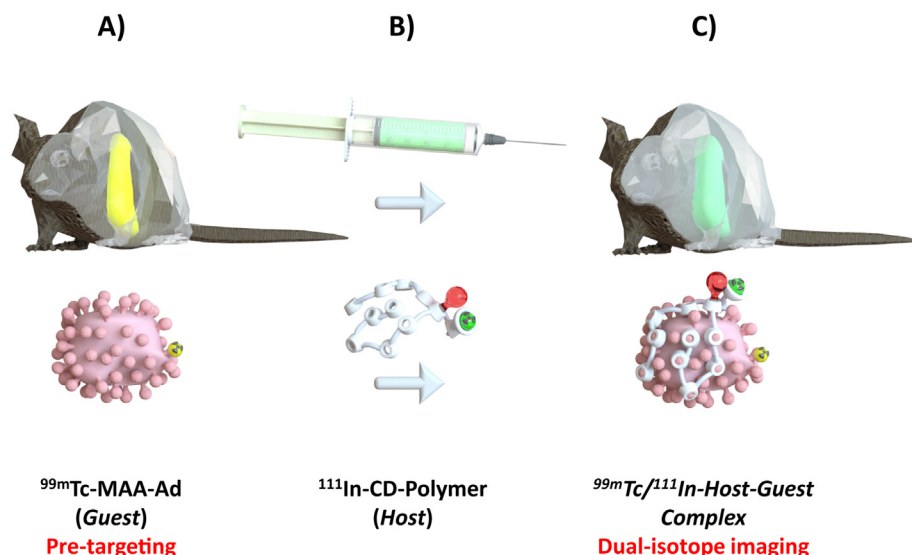 A)
B)
C)
⁹⁹ᵐTc-MAA-Ad
(Guest)
Pre-targeting
¹¹¹In-CD-Polymer
(Host)
⁹⁹ᵐTc/¹¹¹In-Host-Guest
Complex
Dual-isotope imaging